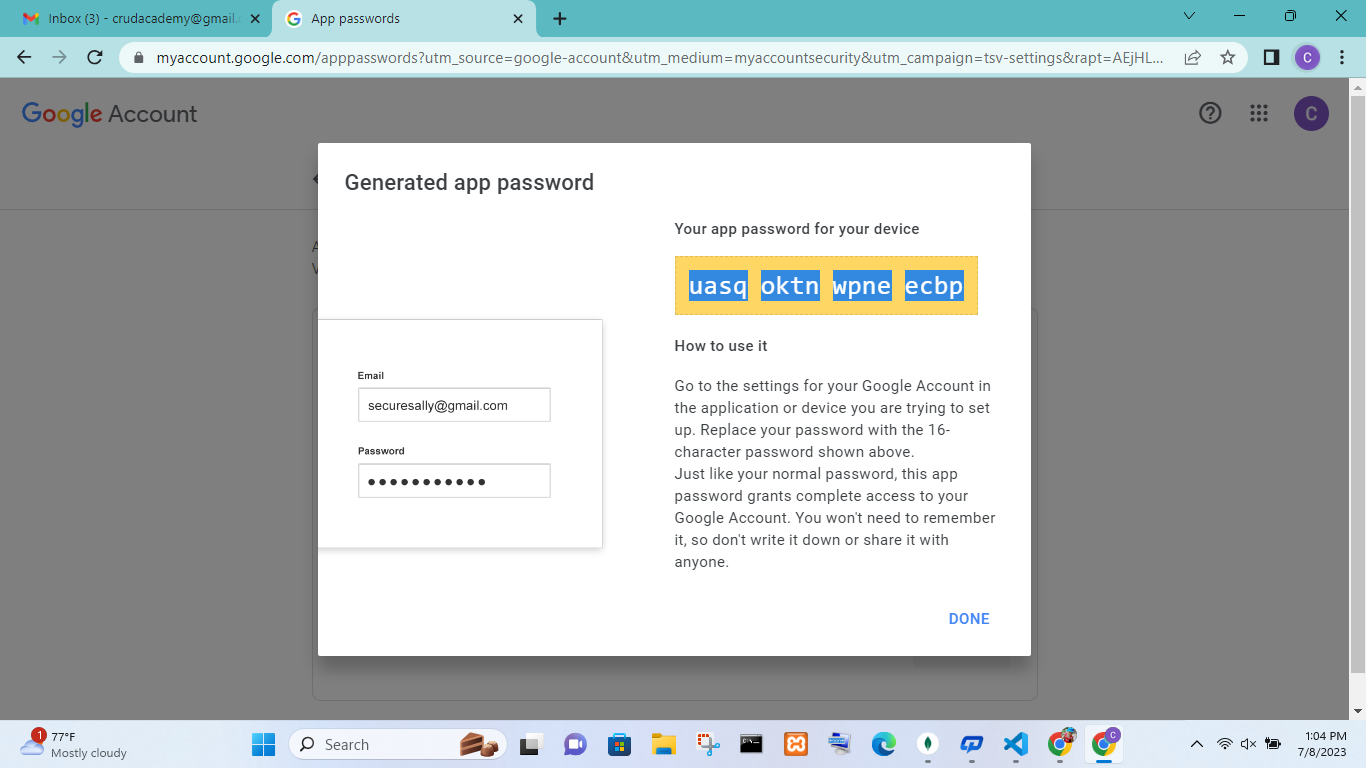 Inbox (3) - crudacademy@gmail.
App passwords
myaccount.google.com/apppasswords?utm_source=google-account&utm_medium=myaccountsecurity&utm_campaign=tsv-settings&rapt=AEjHL...
C
Google Account
C
Generated app password
Your app password for your device
uasq oktn wpne ecbp
Email
securesally@gmail.com
Password
How to use it
Go to the settings for your Google Account in
the application or device you are trying to set
up. Replace your password with the 16-
character password shown above.
Just like your normal password, this app
password grants complete access to your
Google Account. You won't need to remember
it, so don't write it down or share it with
anyone.
DONE
1
77°F
Mostly cloudy
Search
C
1:04 PM
7/8/2023